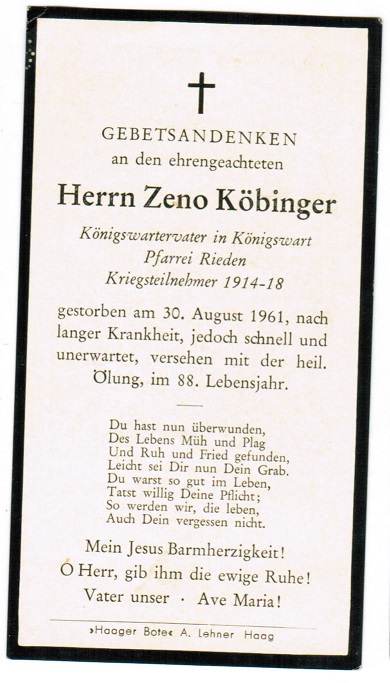 GEBETSANDENKEN
an den ehrengeachteten
Herrn Zeno Köbinger
Königswartervater in Königswart
Pfarrei Rieden
Kriegsteilnehmer 1914-18
gestorben am 30. August 1961, nach
langer Krankheit, jedoch schnell und
unerwartet, versehen mit der heil.
Ölung, im 88. Lebensjahr.
Du hast nun überwunden,
Des Lebens Müh und Plag
Und Ruh und Fried gefunden,
Leicht sei Dir nun Dein Grab.
Du warst so gut im Leben,
Tatst willig Deine Pflicht;
So werden wir, die leben,
Auch Dein vergessen nicht.
Mein Jesus Barmherzigkeit!
O Herr, gib ihm die ewige Ruhe!
Vater unser · Ave Maria!
»Haager Bote« A. Lehner Haag